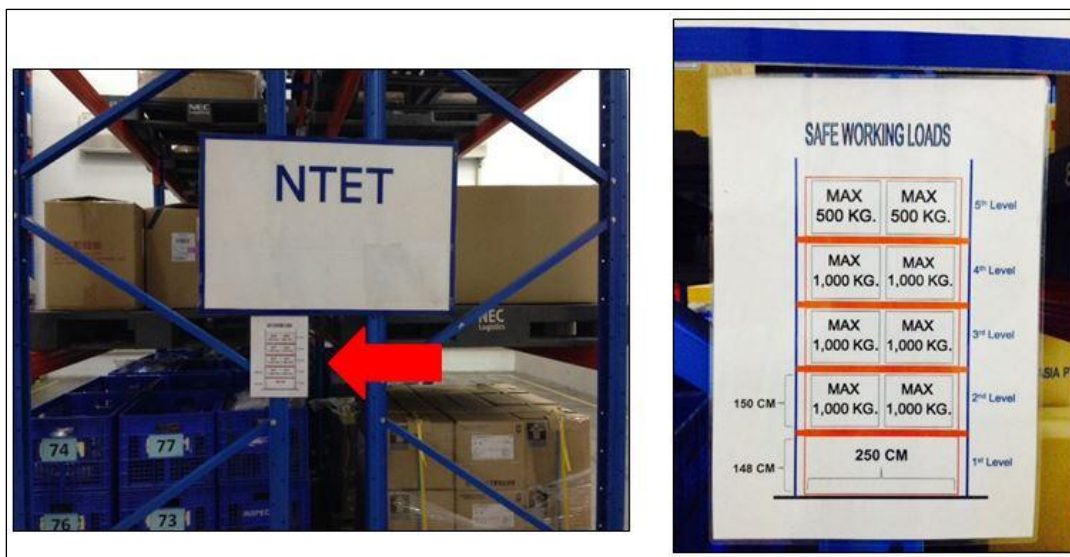 NEC
NTET
NEC
Logistics
74
77
76
73
SAFE WORKING LOADS
MAX
500 KG.
MAX
500 KG.
5th Level
MAX
1,000 KG.
MAX
1,000 KG.
4th Level
MAX
1,000 KG.
MAX
1,000 KG.
3rd Level
150 CM
MAX
1,000 KG.
MAX
1,000 KG.
2nd Level
148 CM
250 CM
1st Level